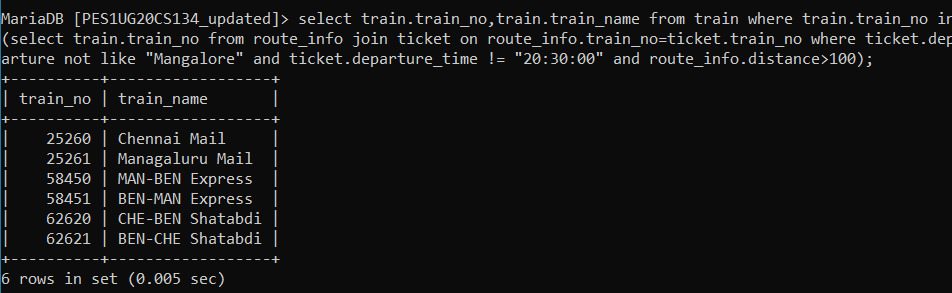 MariaDB [PES1UG20CS134_updated]> select train.train_no,train.train_name from train where train.train_no in
(select train.train_no from route_info join ticket on route_info.train_no=ticket.train_no where ticket.dep
arture not like "Mangalore" and ticket.departure_time != "20:30:00" and route_info.distance>100);
+----------+------------------+
| train_no | train_name       |
+----------+------------------+
|    25260 | Chennai Mail     |
|    25261 | Managaluru Mail  |
|    58450 | MAN-BEN Express  |
|    58451 | BEN-MAN Express  |
|    62620 | CHE-BEN Shatabdi |
|    62621 | BEN-CHE Shatabdi |
+----------+------------------+
6 rows in set (0.005 sec)